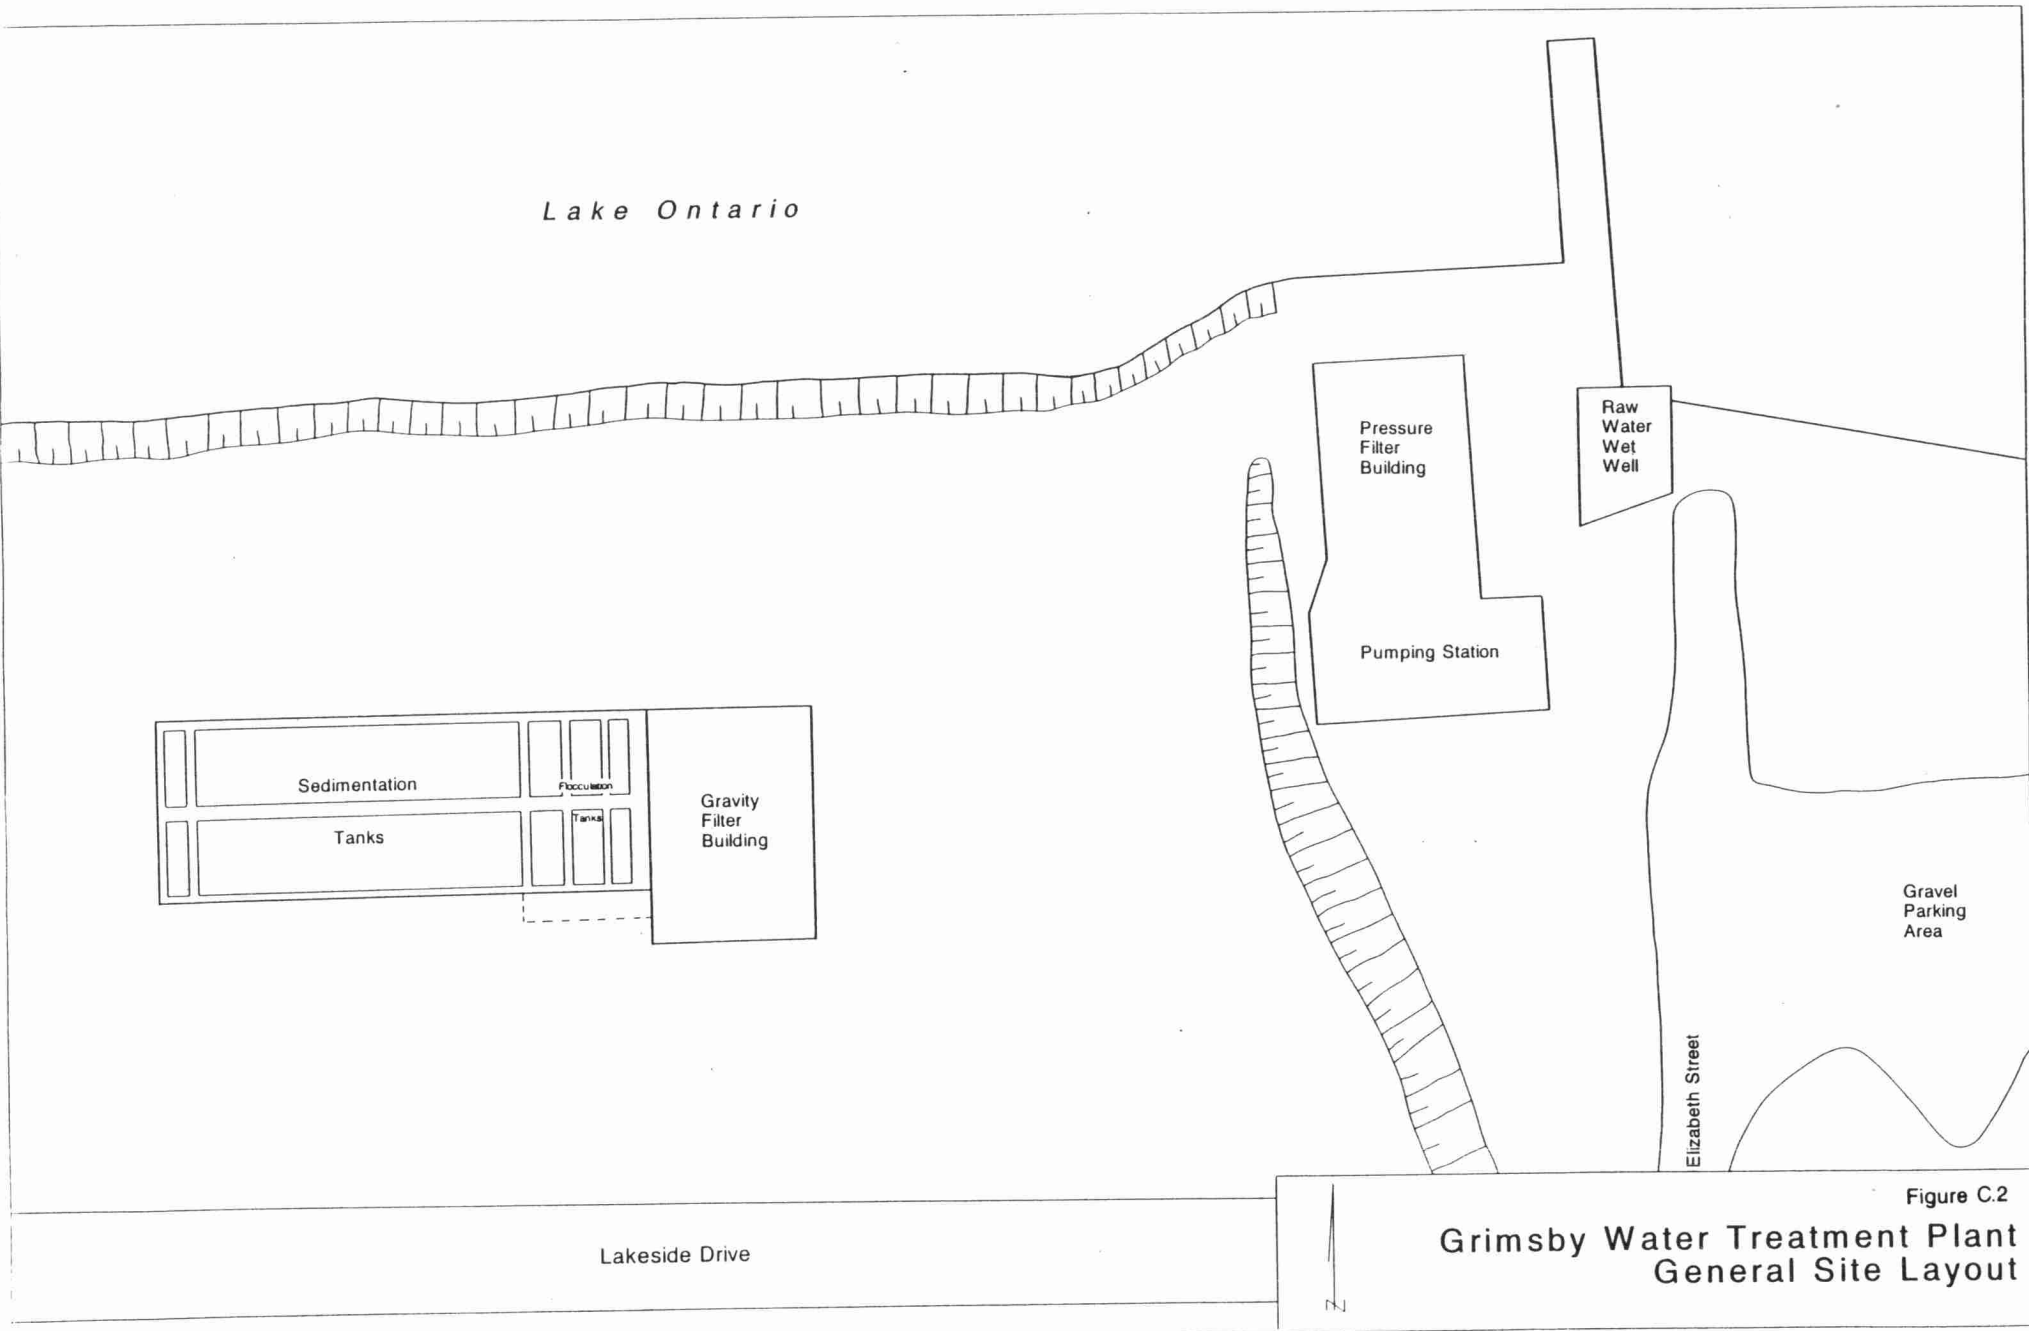 Lake Ontario
Raw
Water
Wet
Well
Pressure
Filter
Building
Pumping Station
Sedimentation
Tanks
Flocculation
Tanks
Gravity
Filter
Building
Gravel
Parking
Area
Elizabeth Street
Lakeside Drive
N
Figure C.2
Grimsby Water Treatment Plant
General Site Layout